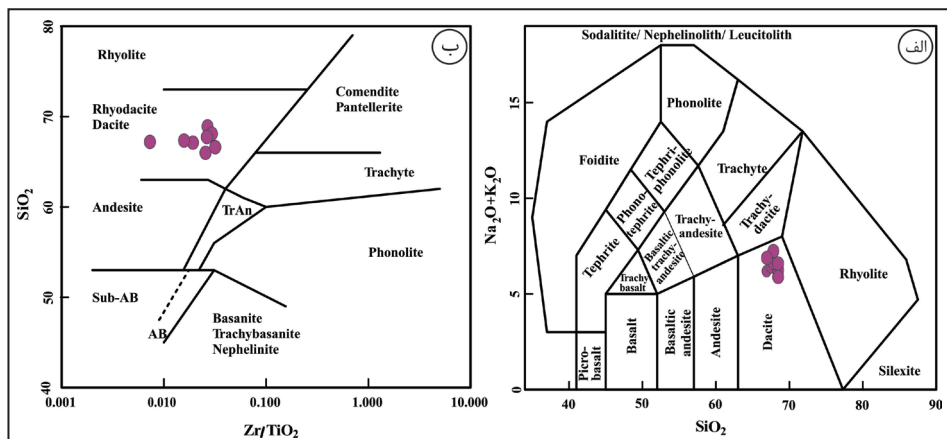 ب
80
70
60
50
40
SiO2
Rhyolite
Comendite
Pantellerite
Rhyodacite
Dacite
Trachyte
Andesite
TrAn
Phonolite
Sub-AB
AB
Basanite
Trachybasanite
Nephelinite
0.001
0.010
0.100
1.000
10.000
Zr/TiO2
الف
Sodalitite/ Nephelinolith/ Leucitolith
15
10
5
0
Na2O+K2O
Phonolite
Foidite
Tephri-
phonolite
Trachyte
Phono-
tephrite
Trachy-
dacite
Trachy-
andesite
Tephrite
Basaltic
trachy-
andesite
Trachy
basalt
Rhyolite
Picro-
basalt
Basalt
Basaltic
andesite
Andesite
Dacite
Silexite
40
50
60
70
80
90
SiO2